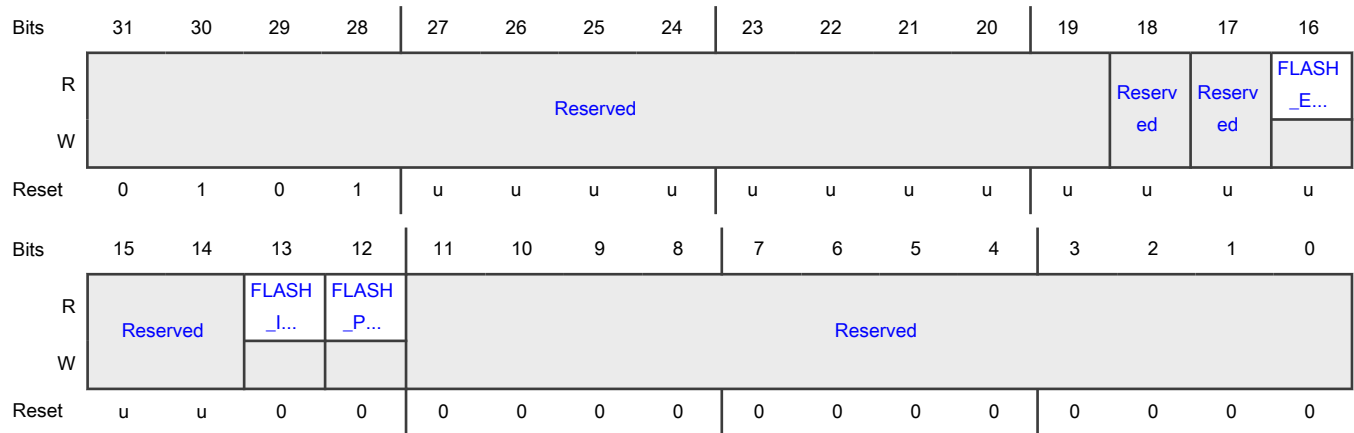 Bits 31 30 29 28 27 26 25 24 23 22 21 20 19 18 17 16
R Reserved Reserv ed Reserv ed FLASH _E...
W
Reset 0 1 0 1 u u u u u u u u u u u u
Bits 15 14 13 12 11 10 9 8 7 6 5 4 3 2 1 0
R Reserved FLASH _I... FLASH _P... Reserved
W
Reset u u 0 0 0 0 0 0 0 0 0 0 0 0 0 0